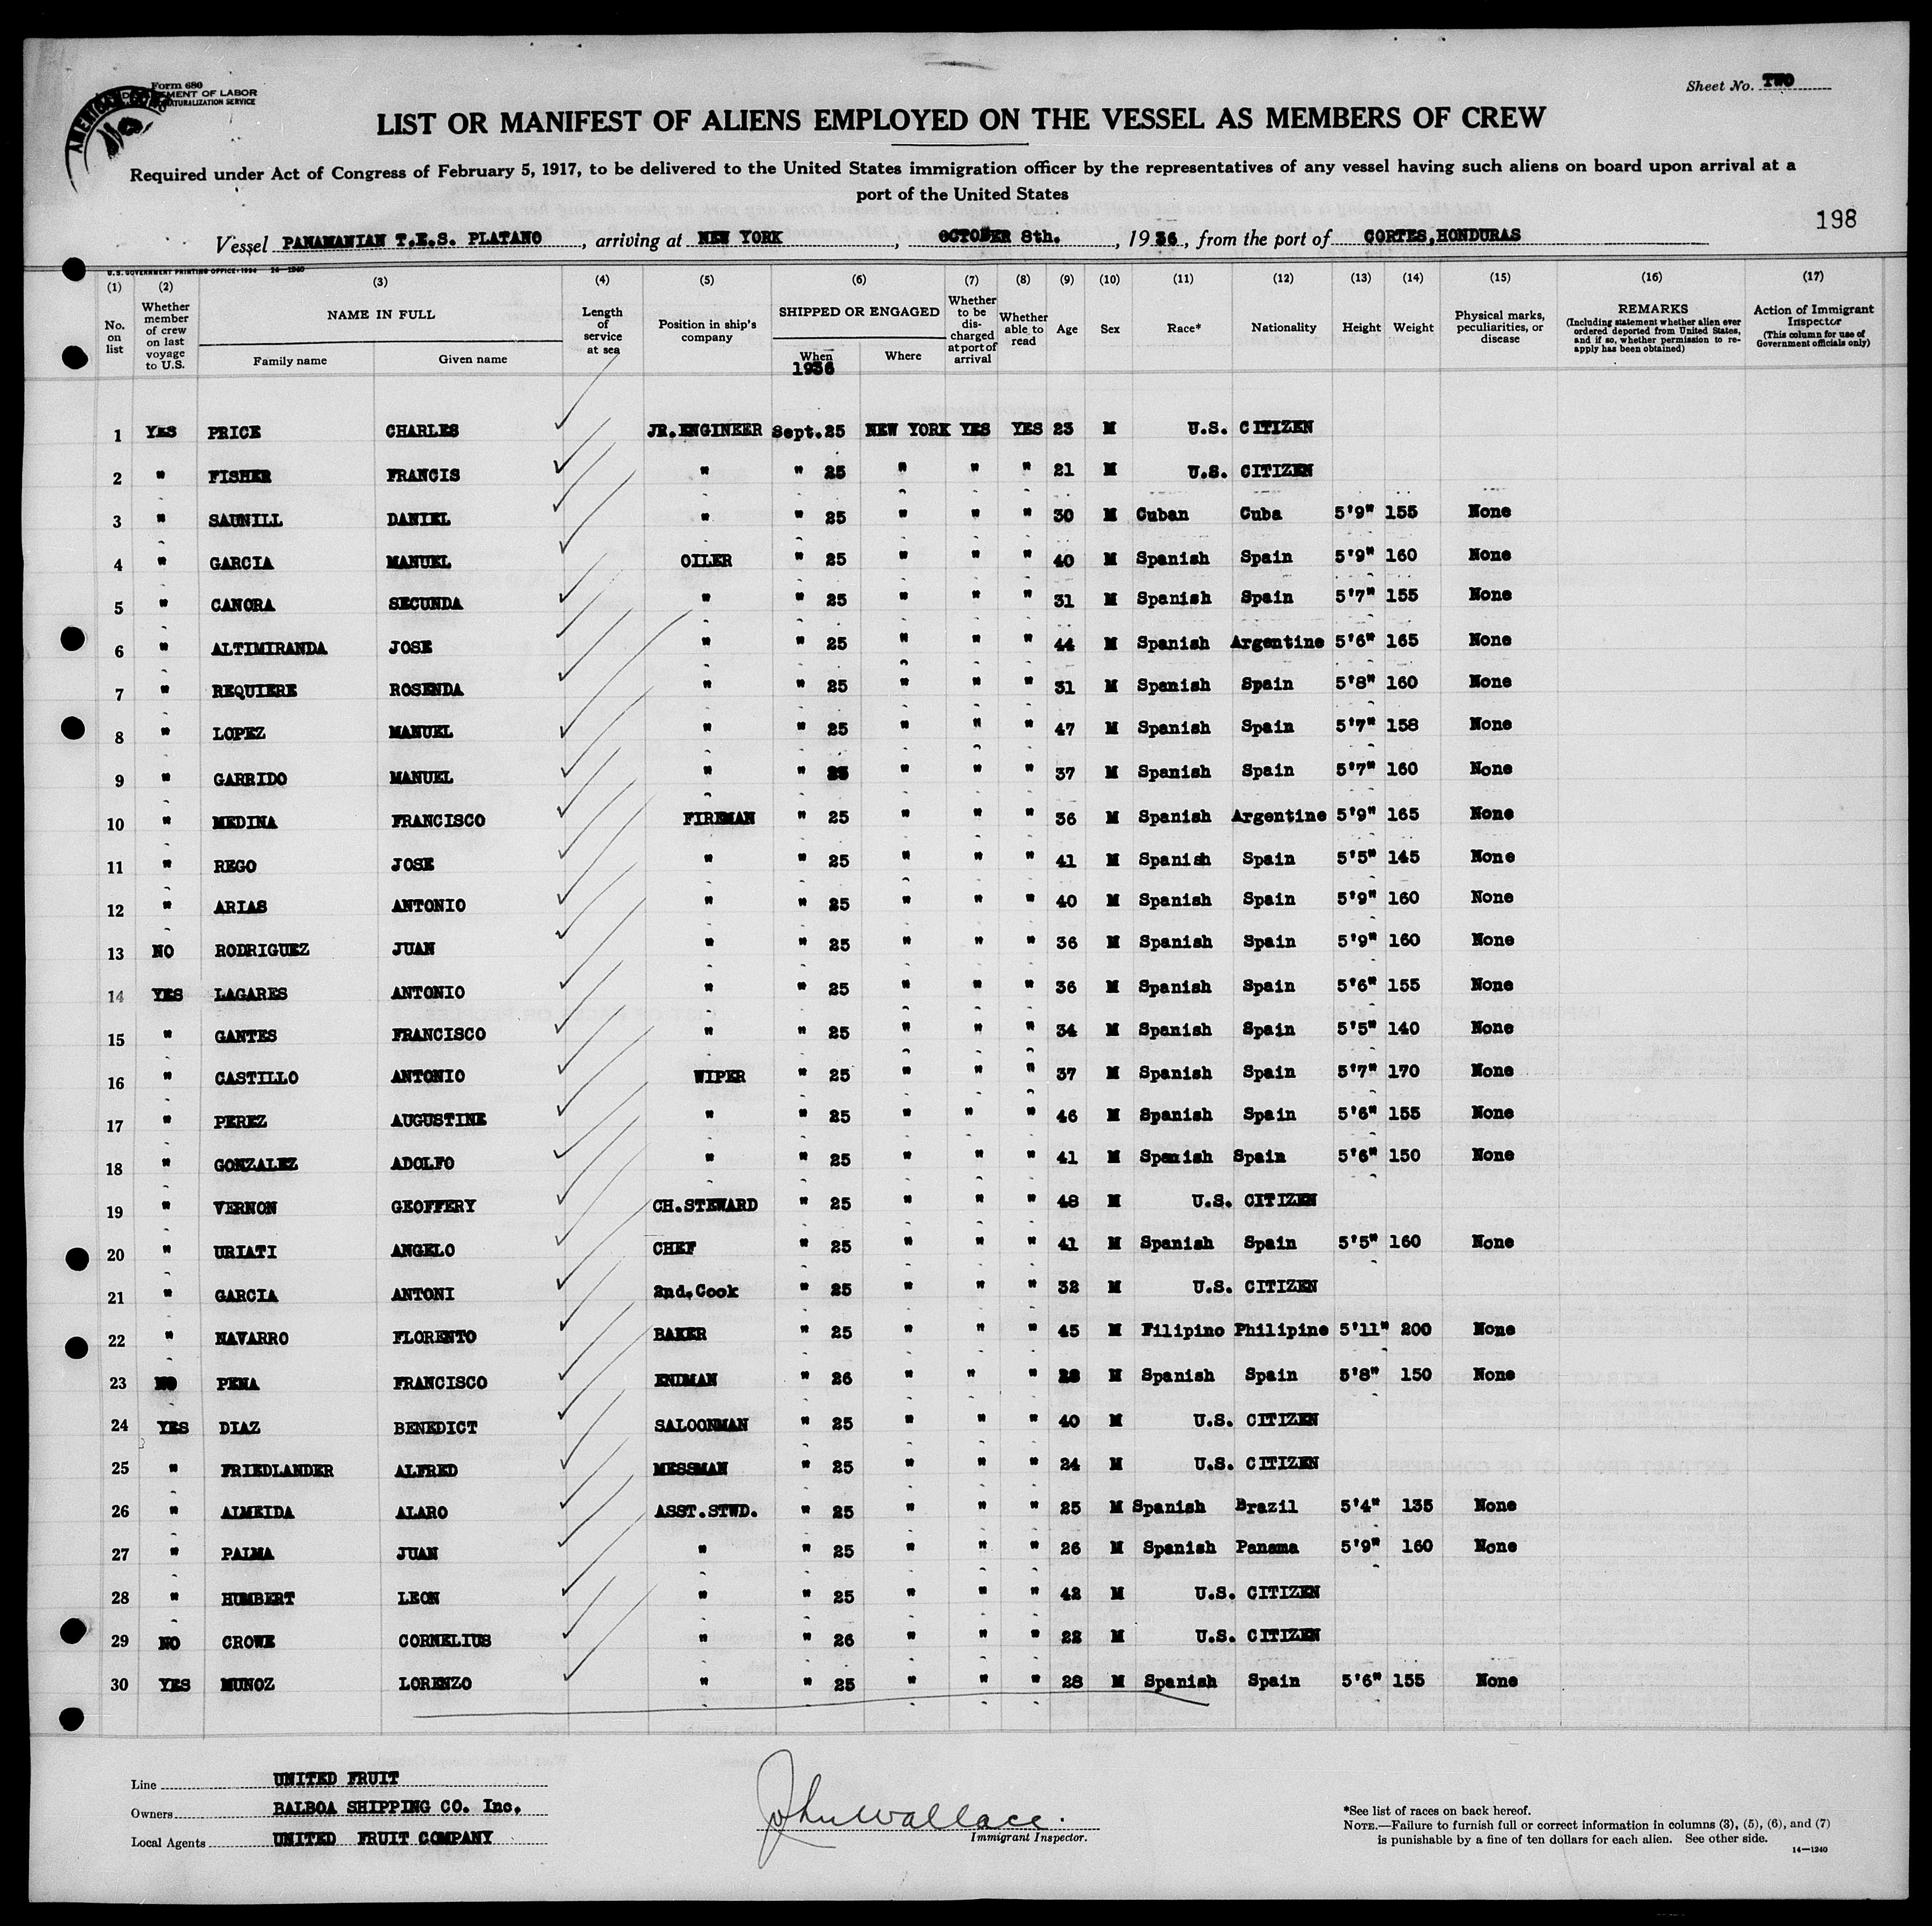 Form 680
MENT OF LABOR
NATURALIZATION SERVICE
AMERICAN
Sheet No. TWO
LIST OR MANIFEST OF ALIENS EMPLOYED ON THE VESSEL AS MEMBERS OF CREW
Required under Act of Congress of February 5, 1917, to be delivered to the United States immigration officer by the representatives of any vessel having such aliens on board upon arrival at a
port of the United States
198
Vessel PANAMANIAN T.E.S. PLATANO, arriving at NEW YORK, OCTOBER 8th., 1936, from the port of CORTES, HONDURAS
U.S. GOVERNMENT PRINTING OFFICE: 1934 14—1240
(1) (2) (3) (4) (5) (6) (7) (8) (9) (10) (11) (12) (13) (14) (15) (16) (17)
No. on list
Whether member of crew on last voyage to U.S.
NAME IN FULL
Family name Given name
Length of service at sea
Position in ship's company
SHIPPED OR ENGAGED
When Where
1936
Whether to be discharged at port of arrival
Whether able to read
Age
Sex
Race*
Nationality
Height
Weight
Physical marks, peculiarities, or disease
REMARKS
(Including statement whether alien ever ordered deported from United States, and if so, whether permission to reapply has been obtained)
Action of Immigrant Inspector
(This column for use of Government officials only)
1 YES PRICE CHARLES JR.ENGINEER Sept.25 NEW YORK YES YES 23 M U.S. CITIZEN
2 " FISHER FRANCIS " " 25 " " " 21 M U.S. CITIZEN
3 " SAUNILL DANIEL " " 25 " " " 30 M Cuban Cuba 5'9" 155 None
4 " GARCIA MANUEL OILER " 25 " " " 40 M Spanish Spain 5'9" 160 None
5 " CANORA SECUNDA " " 25 " " " 31 M Spanish Spain 5'7" 155 None
6 " ALTIMIRANDA JOSE " " 25 " " " 44 M Spanish Argentine 5'6" 165 None
7 " REQUIERE ROSENDA " " 25 " " " 31 M Spanish Spain 5'8" 160 None
8 " LOPEZ MANUEL " " 25 " " " 47 M Spanish Spain 5'7" 158 None
9 " GARRIDO MANUEL " " 25 " " " 37 M Spanish Spain 5'7" 160 None
10 " MEDINA FRANCISCO FIREMAN " 25 " " " 36 M Spanish Argentine 5'9" 165 None
11 " REGO JOSE " " 25 " " " 41 M Spanish Spain 5'5" 145 None
12 " ARIAS ANTONIO " " 25 " " " 40 M Spanish Spain 5'9" 160 None
13 NO RODRIGUEZ JUAN " " 25 " " " 36 M Spanish Spain 5'9" 160 None
14 YES LAGARES ANTONIO " " 25 " " " 36 M Spanish Spain 5'6" 155 None
15 " GANTES FRANCISCO " " 25 " " " 34 M Spanish Spain 5'5" 140 None
16 " CASTILLO ANTONIO WIPER " 25 " " " 37 M Spanish Spain 5'7" 170 None
17 " PEREZ AUGUSTINE " " 25 " " " 46 M Spanish Spain 5'6" 155 None
18 " GONZALEZ ADOLFO " " 25 " " " 41 M Spanish Spain 5'6" 150 None
19 " VERNON GEOFFERY CH.STEWARD " 25 " " " 48 M U.S. CITIZEN
20 " URIATI ANGELO CHEF " 25 " " " 41 M Spanish Spain 5'5" 160 None
21 " GARCIA ANTONI 2nd.Cook " 25 " " " 32 M U.S. CITIZEN
22 " NAVARRO FLORENTO BAKER " 25 " " " 45 M Filipino Philipine 5'11" 200 None
23 NO PENA FRANCISCO ENDMAN " 26 " " " 28 M Spanish Spain 5'8" 150 None
24 YES DIAZ BENEDICT SALOONMAN " 25 " " " 40 M U.S. CITIZEN
25 " FRIEDLANDER ALFRED MESSMAN " 25 " " " 24 M U.S. CITIZEN
26 " ALMEIDA ALARO ASST.STWD. " 25 " " " 25 M Spanish Brazil 5'4" 135 None
27 " PALMA JUAN " " 25 " " " 26 M Spanish Panama 5'9" 160 None
28 " HUMBERT LEON " " 25 " " " 42 M U.S. CITIZEN
29 NO CROWE CORNELIUS " " 26 " " " 22 M U.S. CITIZEN
30 YES MUNOZ LORENZO " " 25 " " " 28 M Spanish Spain 5'6" 155 None
Line UNITED FRUIT
Owners BALBOA SHIPPING CO. Inc.
Local Agents UNITED FRUIT COMPANY
John Wallace.
Immigrant Inspector.
*See list of races on back hereof.
NOTE.—Failure to furnish full or correct information in columns (3), (5), (6), and (7)
is punishable by a fine of ten dollars for each alien. See other side.
14—1240